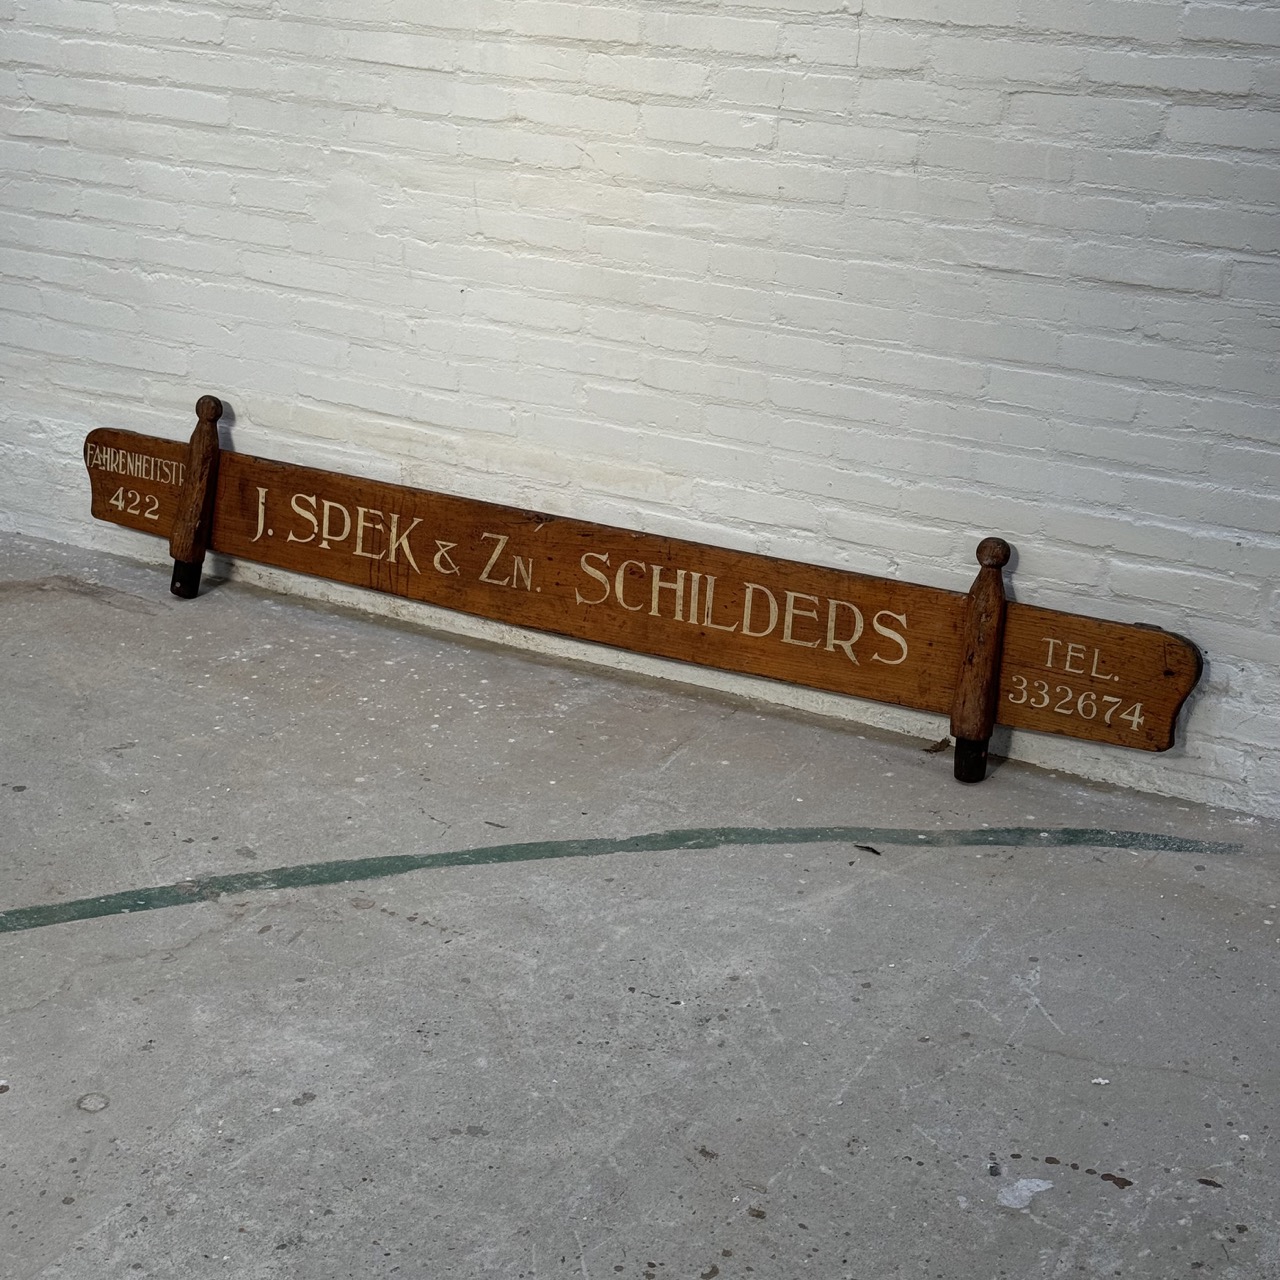 FAHRENHEITSTR
422
J. SPEK & ZN. SCHILDERS
TEL.
332674